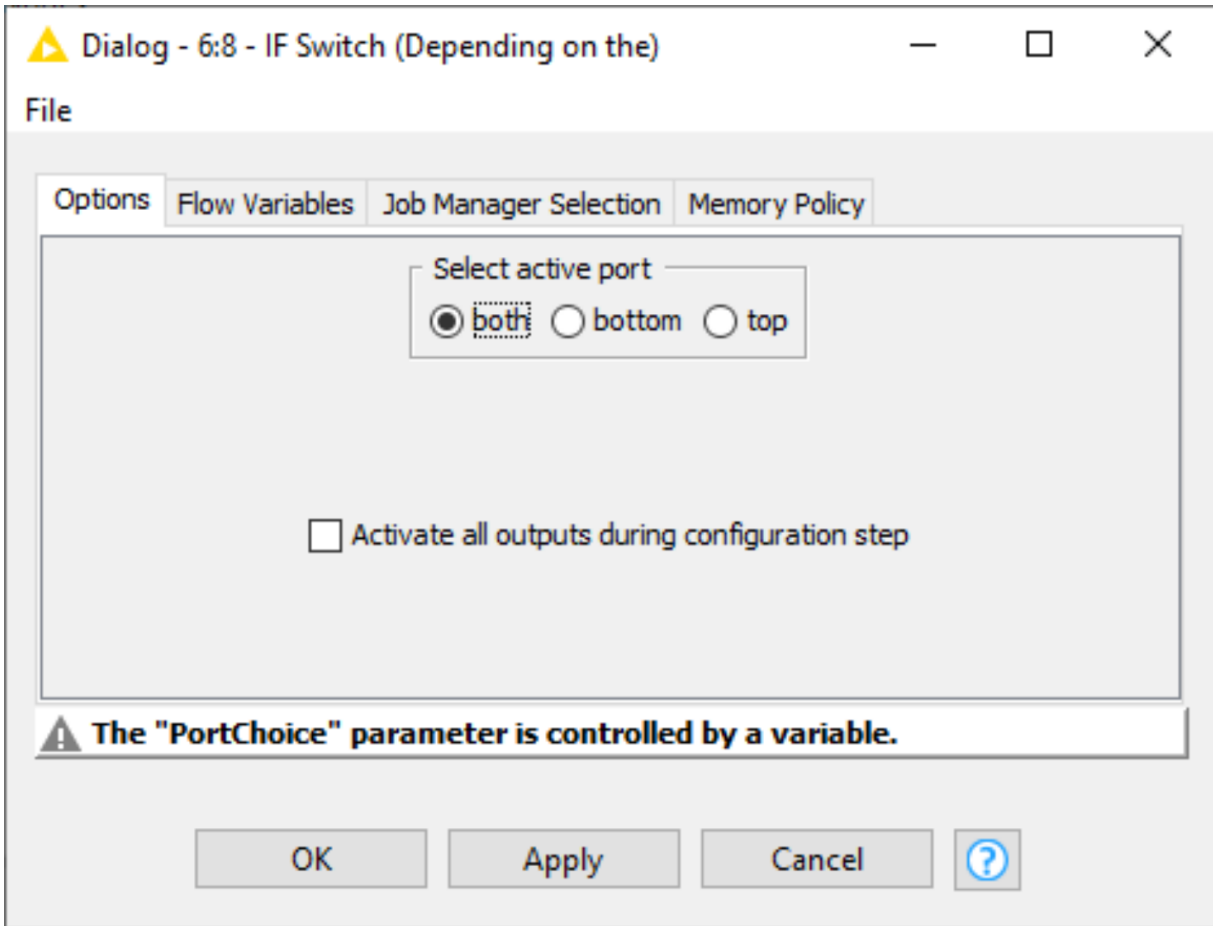 Dialog - 6:8 - IF Switch (Depending on the)
File
Options Flow Variables Job Manager Selection Memory Policy
Select active port
both bottom top
Activate all outputs during configuration step
The "PortChoice" parameter is controlled by a variable.
OK Apply Cancel ?